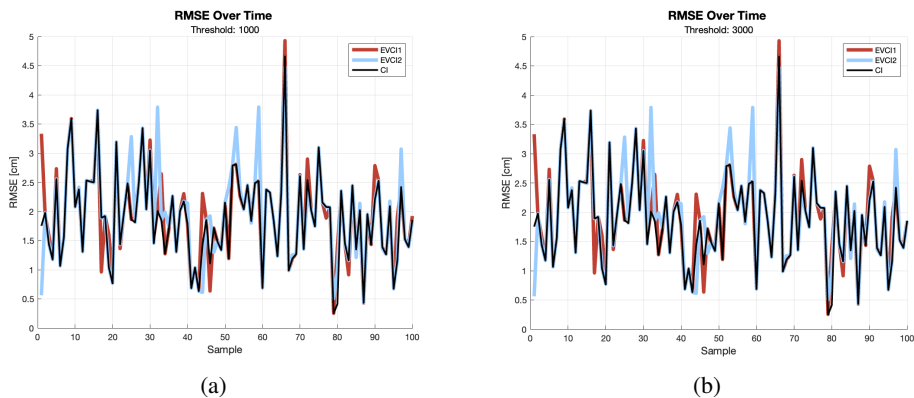 RMSE Over Time
Threshold: 1000
RMSE [cm]
5
4.5
4
3.5
3
2.5
2
1.5
1
0.5
0
EVCI1
EVCI2
CI
0 10 20 30 40 50 60 70 80 90 100
Sample
(a)
RMSE Over Time
Threshold: 3000
RMSE [cm]
5
4.5
4
3.5
3
2.5
2
1.5
1
0.5
0
EVCI1
EVCI2
CI
0 10 20 30 40 50 60 70 80 90 100
Sample
(b)